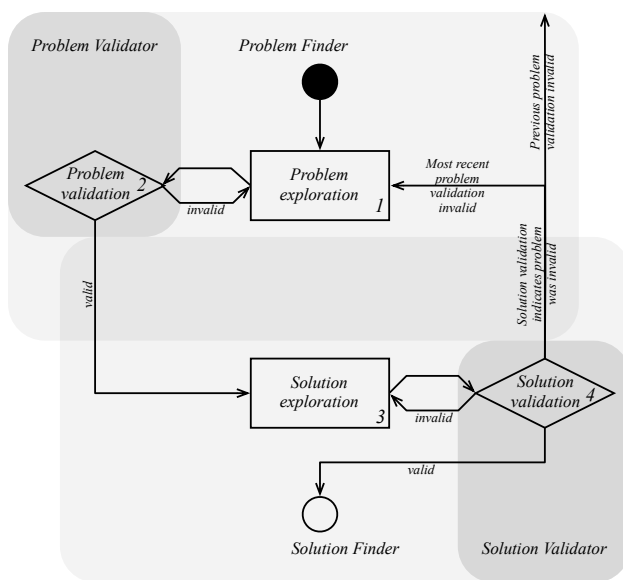 Problem Validator
Problem Finder
Previous problem
validation invalid
Problem
validation 2
invalid
Problem
exploration
1
Most recent
problem
validation
invalid
Solution validation
indicates problem
was invalid
valid
Solution
exploration
3
invalid
Solution
validation 4
valid
Solution Finder
Solution Validator